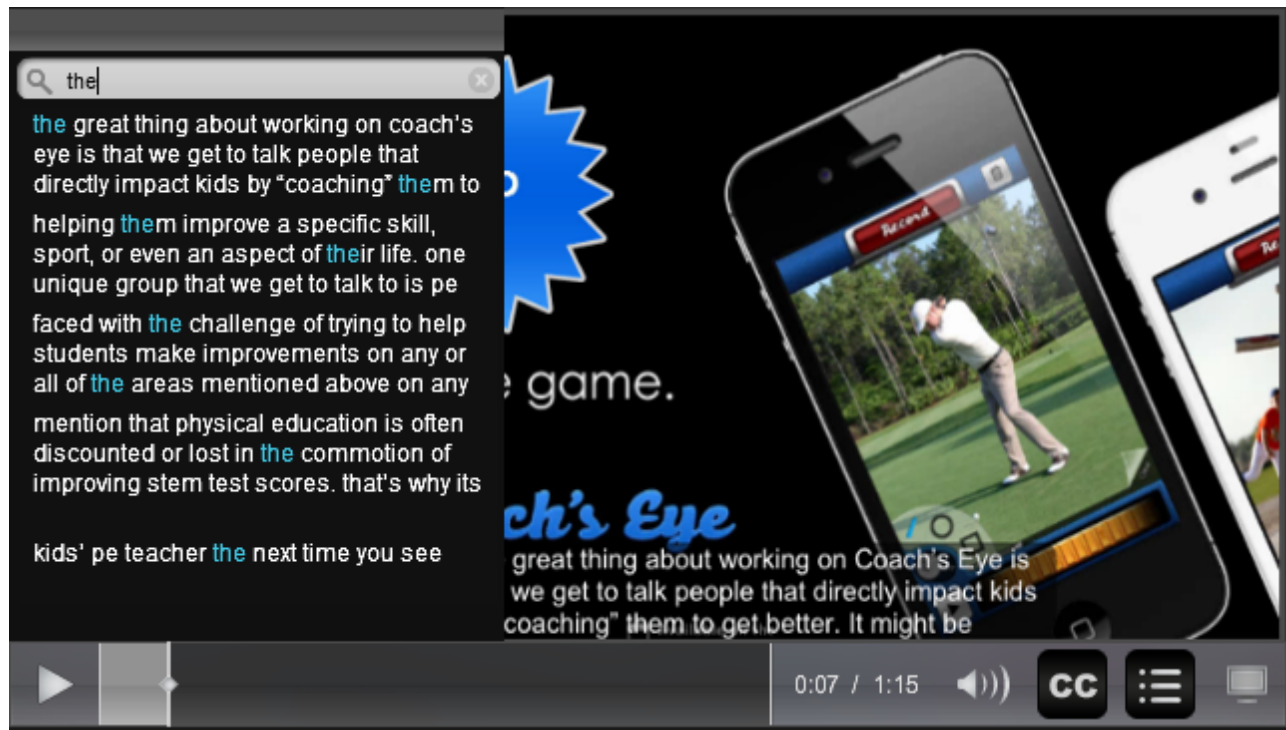 the
the great thing about working on coach's
eye is that we get to talk people that
directly impact kids by “coaching” them to
helping them improve a specific skill,
sport, or even an aspect of their life. one
unique group that we get to talk to is pe
faced with the challenge of trying to help
students make improvements on any or
all of the areas mentioned above on any
mention that physical education is often
discounted or lost in the commotion of
improving stem test scores. that's why its
kids' pe teacher the next time you see
Record
game.
ch's Eye
great thing about working on Coach's Eye is
we get to talk people that directly impact kids
coaching” them to get better. It might be
0:07 / 1:15
CC